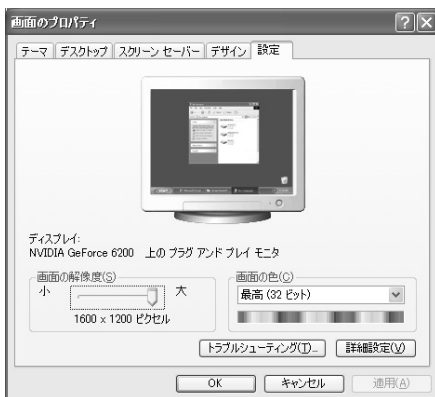 画面のプロパティ
テーマ デスクトップ スクリーン セーバー デザイン 設定
ディスプレイ:
NVIDIA GeForce 6200 上の プラグ アンド プレイ モニタ
画面の解像度(S) 画面の色(C)
小 大 最高 (32 ビット)
1600 x 1200 ピクセル
トラブルシューティング(T)... 詳細設定(V)
OK キャンセル 適用(A)